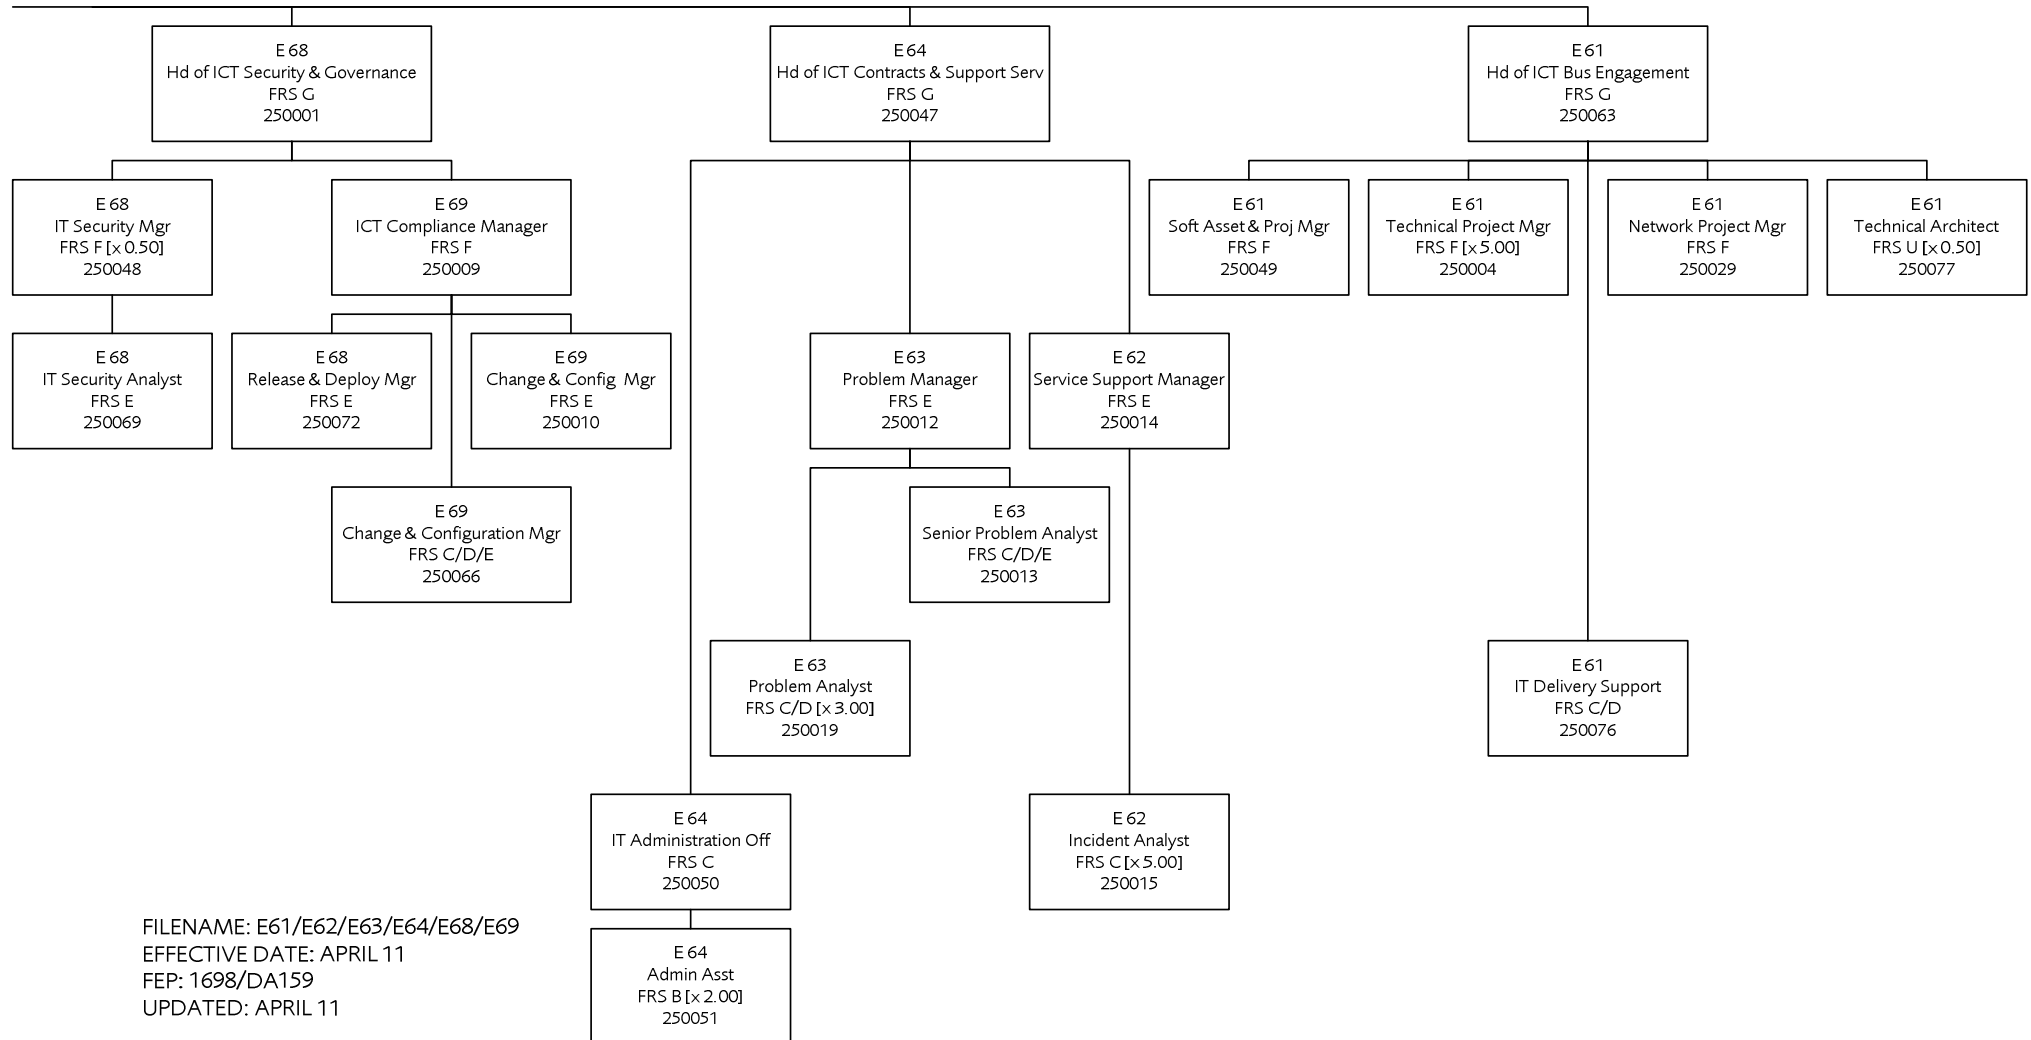 E 68
Hd of ICT Security & Governance
FRS G
250001
E 64
Hd of ICT Contracts & Support Serv
FRS G
250047
E 61
Hd of ICT Bus Engagement
FRS G
250063
E 68
IT Security Mgr
FRS F [x 0.50]
250048
E 69
ICT Compliance Manager
FRS F
250009
E 61
Soft Asset & Proj Mgr
FRS F
250049
E 61
Technical Project Mgr
FRS F [x 5.00]
250004
E 61
Network Project Mgr
FRS F
250029
E 61
Technical Architect
FRS U [x 0.50]
250077
E 68
IT Security Analyst
FRS E
250069
E 68
Release & Deploy Mgr
FRS E
250072
E 69
Change & Config  Mgr
FRS E
250010
E 63
Problem Manager
FRS E
250012
E 62
Service Support Manager
FRS E
250014
E 69
Change & Configuration Mgr
FRS C/D/E
250066
E 63
Senior Problem Analyst
FRS C/D/E
250013
E 63
Problem Analyst
FRS C/D [x 3.00]
250019
E 61
IT Delivery Support
FRS C/D
250076
E 64
IT Administration Off
FRS C
250050
E 62
Incident Analyst
FRS C [x 5.00]
250015
E 64
Admin Asst
FRS B [x 2.00]
250051
FILENAME: E61/E62/E63/E64/E68/E69
EFFECTIVE DATE: APRIL 11
FEP: 1698/DA159
UPDATED: APRIL 11